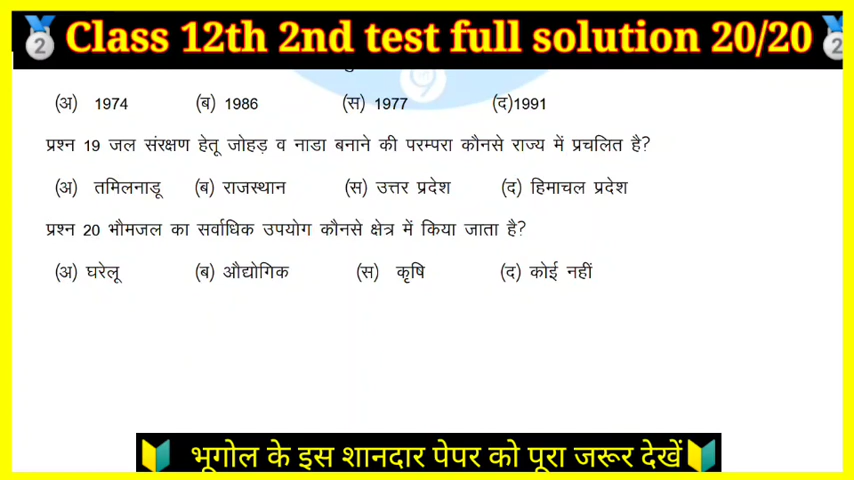 Class 12th 2nd test full solution 20/20
(अ) 1974 (ब) 1986 (स) 1977 (द)1991
प्रश्न 19 जल संरक्षण हेतू जोहड़ व नाडा बनाने की परम्परा कौनसे राज्य में प्रचलित है?
(अ) तमिलनाडू (ब) राजस्थान (स) उत्तर प्रदेश (द) हिमाचल प्रदेश
प्रश्न 20 भौमजल का सर्वाधिक उपयोग कौनसे क्षेत्र में किया जाता है?
(अ) घरेलू (ब) औद्योगिक (स) कृषि (द) कोई नहीं
भूगोल के इस शानदार पेपर को पूरा जरूर देखें